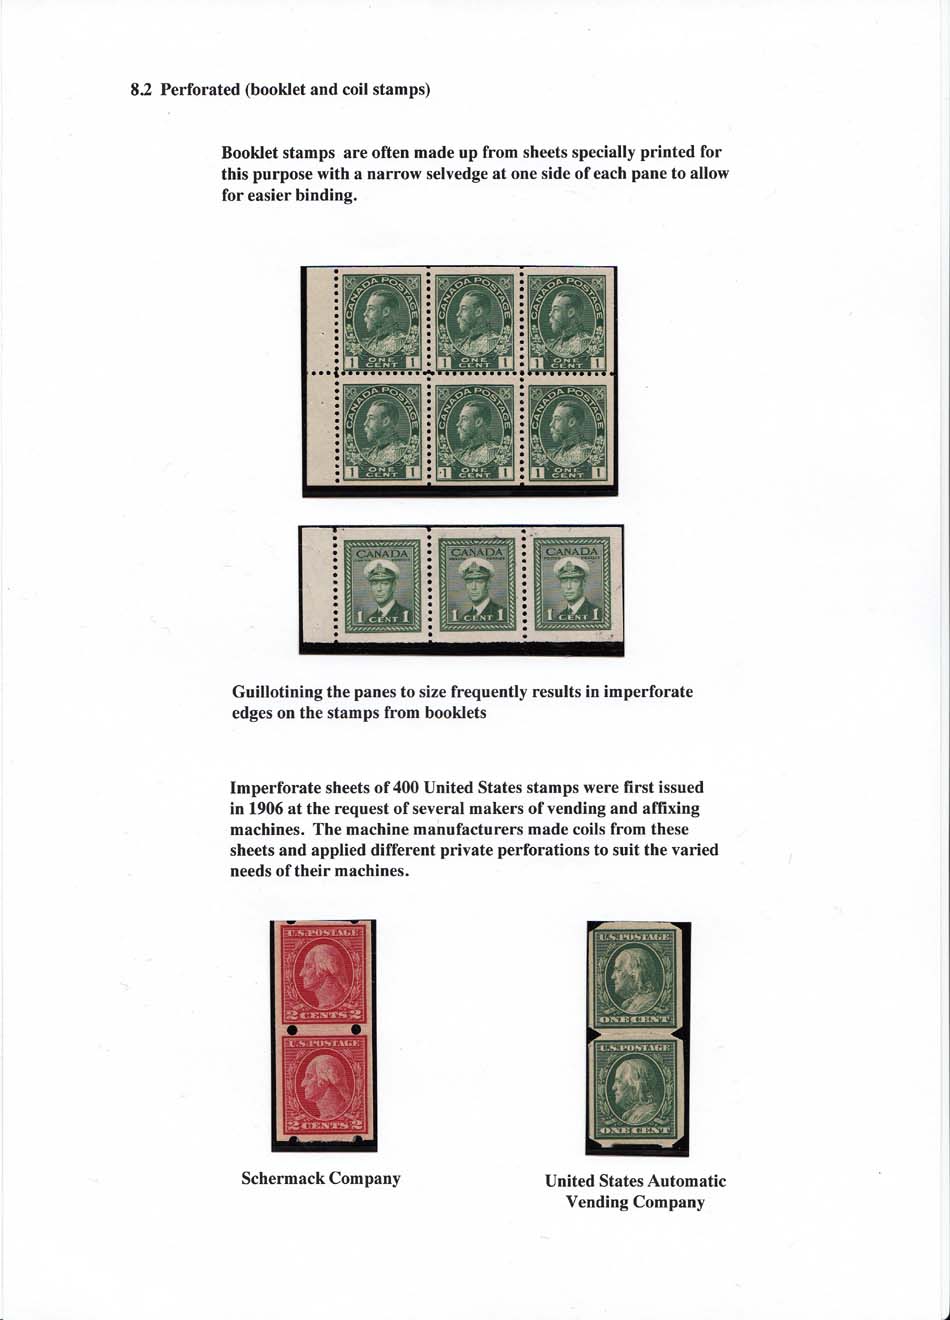 8.2 Perforated (booklet and coil stamps)
Booklet stamps are often made up from sheets specially printed for
this purpose with a narrow selvedge at one side of each pane to allow
for easier binding.
CANADA POSTAGE CANADA POSTAGE CANADA POSTAGE
1 ONE CENT 1 1 ONE CENT 1 1 ONE CENT 1
CANADA POSTAGE CANADA POSTAGE CANADA POSTAGE
1 ONE CENT 1 1 ONE CENT 1 1 ONE CENT 1
CANADA CANADA CANADA
1 CENT 1 1 CENT 1 1 CENT 1
Guillotining the panes to size frequently results in imperforate
edges on the stamps from booklets
Imperforate sheets of 400 United States stamps were first issued
in 1906 at the request of several makers of vending and affixing
machines. The machine manufacturers made coils from these
sheets and applied different private perforations to suit the varied
needs of their machines.
U.S.POSTAGE
2 CENTS 2
U.S.POSTAGE
2 CENTS 2
Schermack Company
U.S.POSTAGE
ONE CENT
U.S.POSTAGE
ONE CENT
United States Automatic
Vending Company